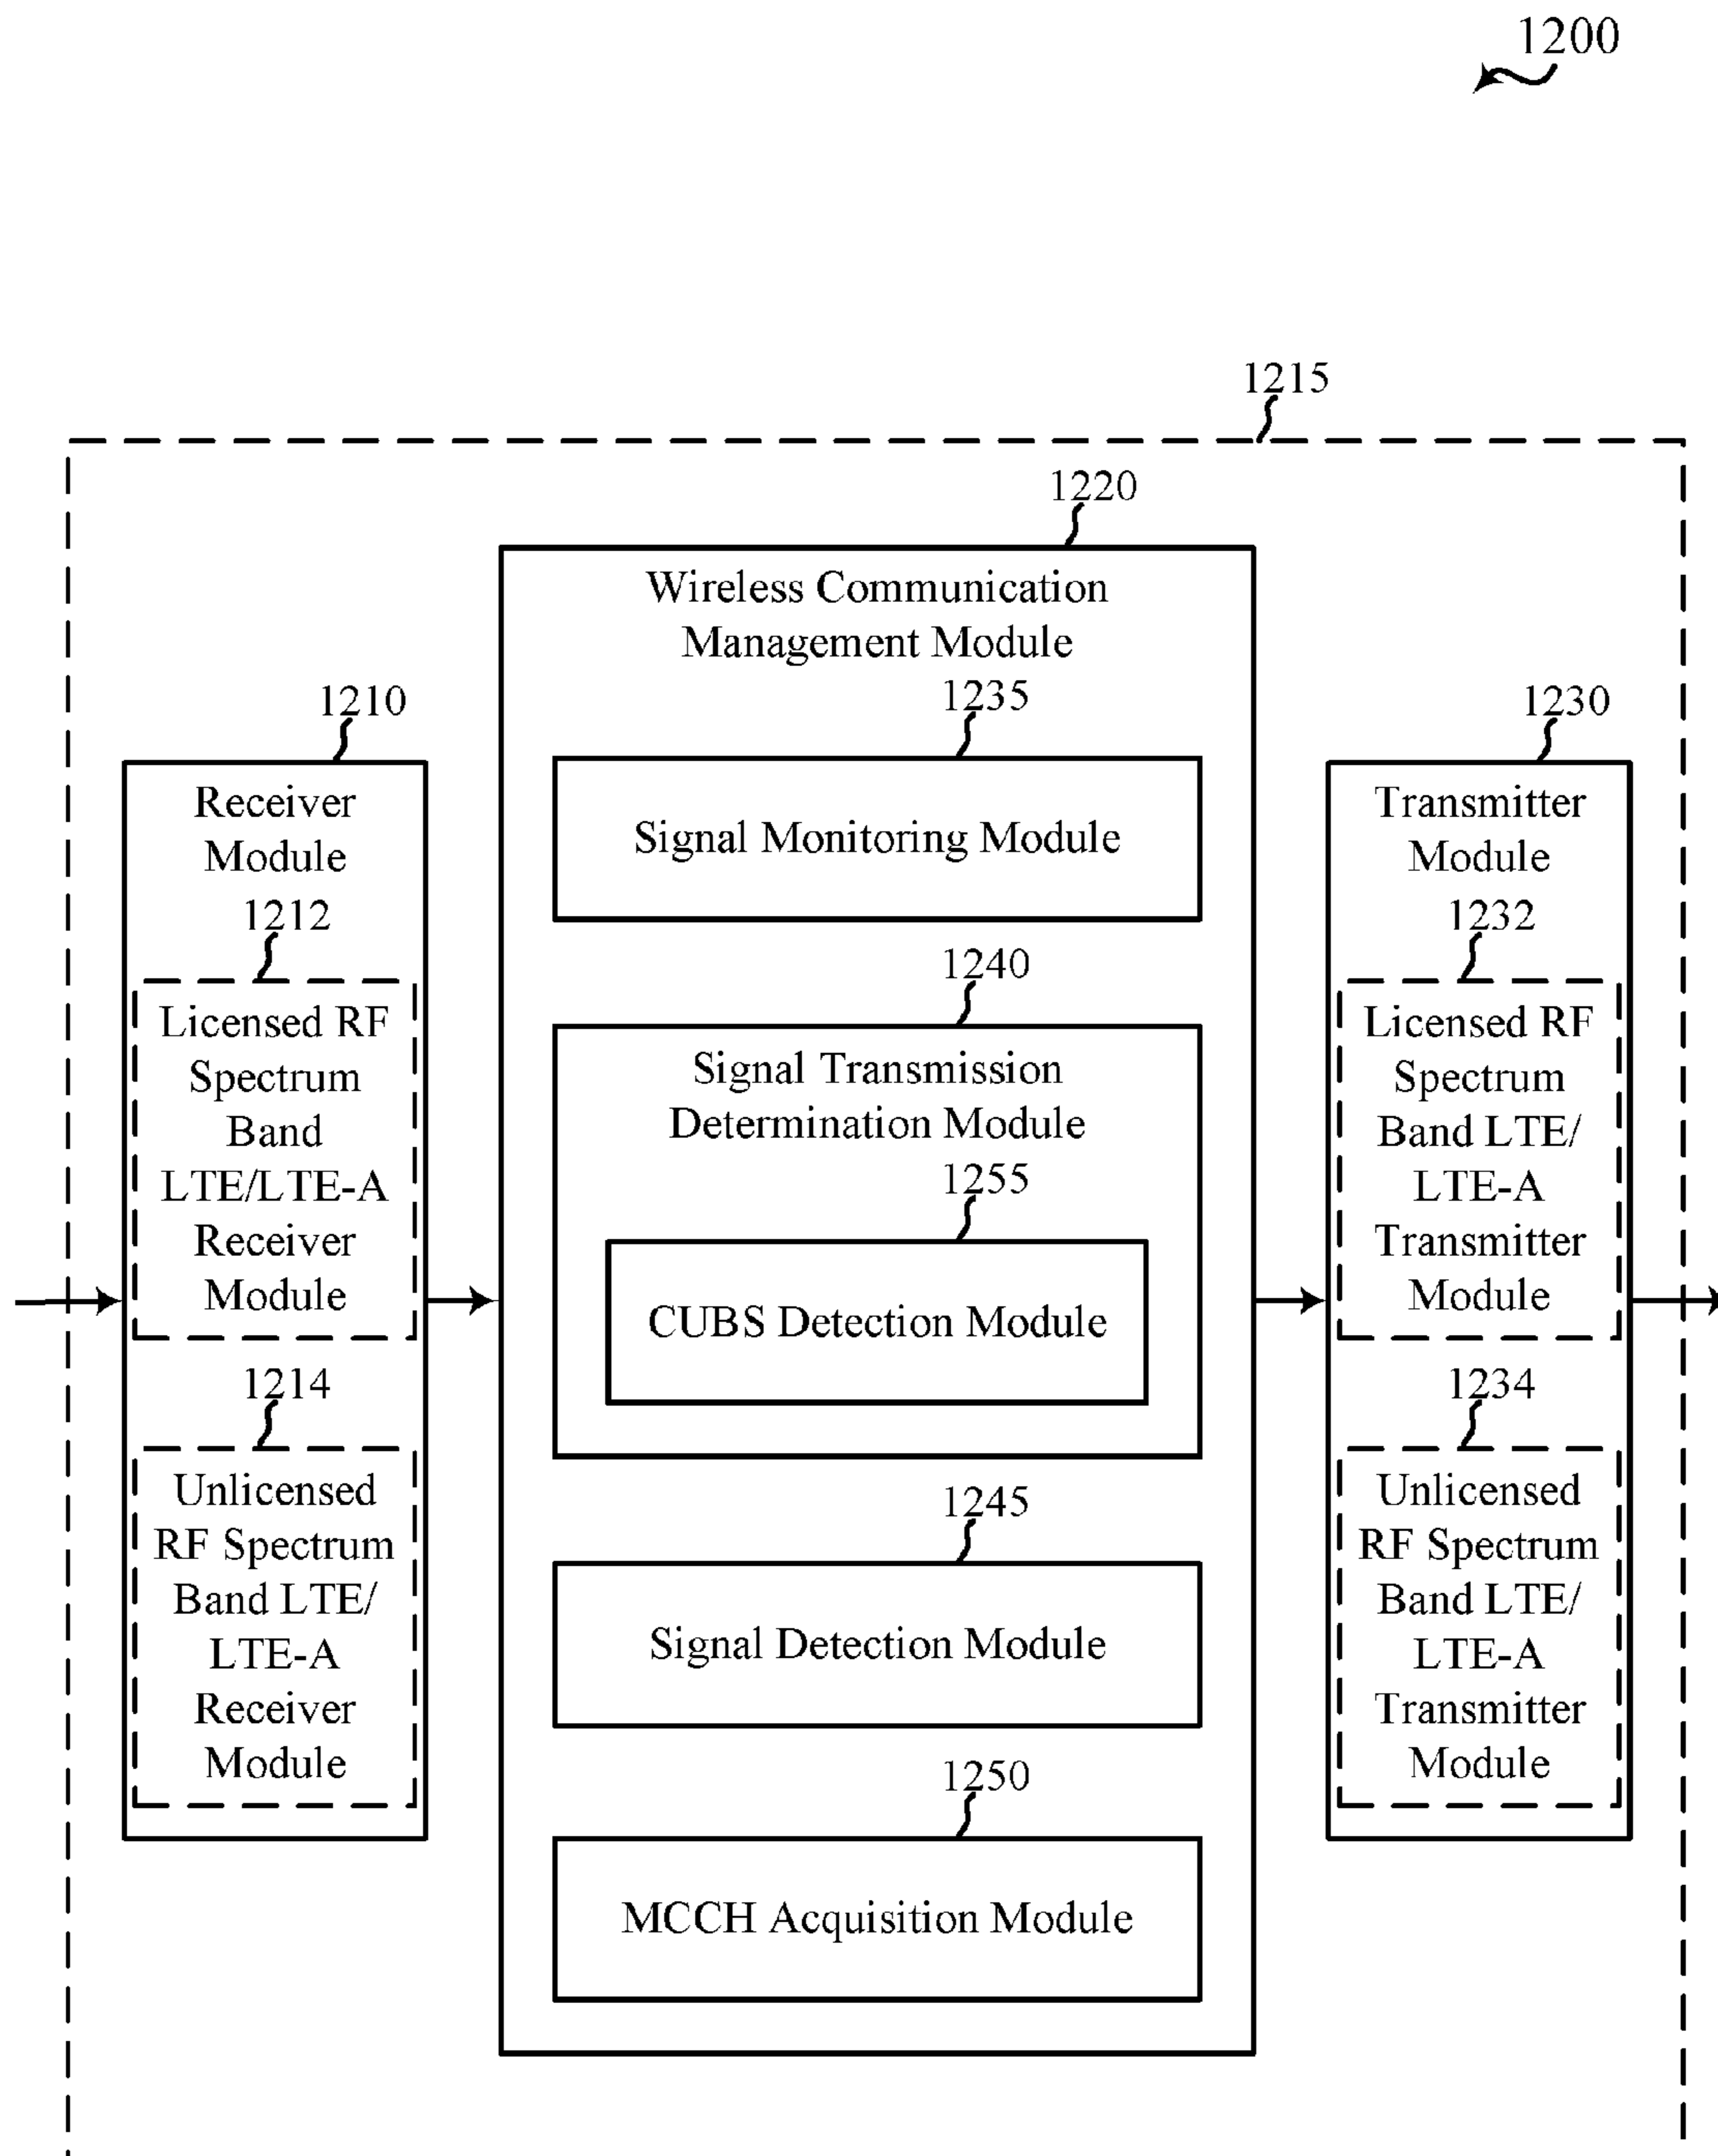 1200
1215
1220
Wireless Communication
Management Module
1235
Signal Monitoring Module
1240
Signal Transmission
Determination Module
1255
CUBS Detection Module
1245
Signal Detection Module
1250
MCCH Acquisition Module
1210
Receiver
Module
1212
Licensed RF
Spectrum
Band
LTE/LTE-A
Receiver
Module
1214
Unlicensed
RF Spectrum
Band LTE/
LTE-A
Receiver
Module
1230
Transmitter
Module
1232
Licensed RF
Spectrum
Band LTE/
LTE-A
Transmitter
Module
1234
Unlicensed
RF Spectrum
Band LTE/
LTE-A
Transmitter
Module